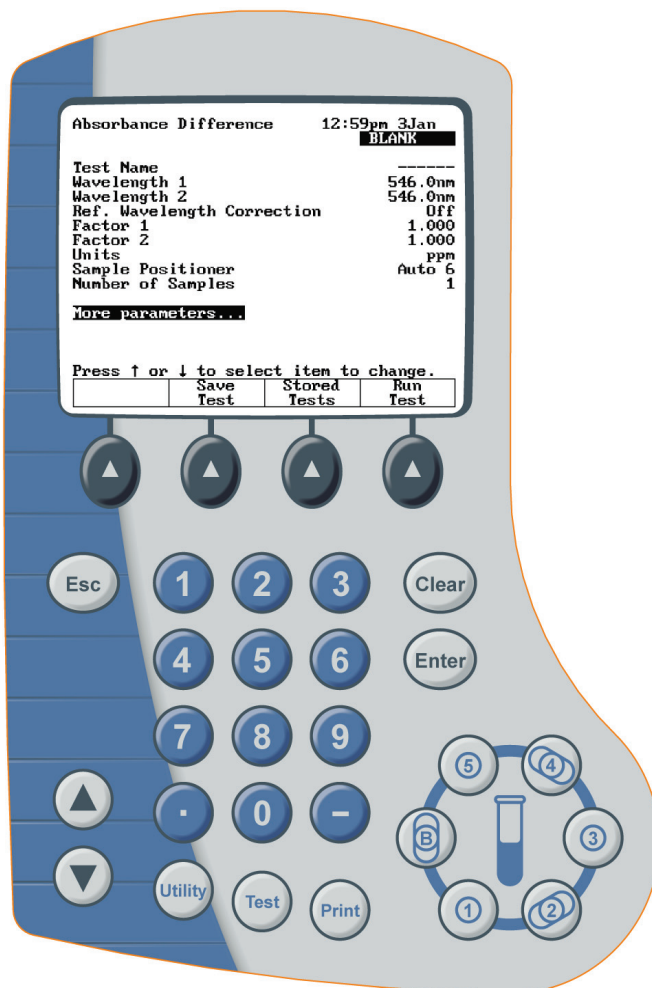 Absorbance Difference 12:59pm 3Jan
BLANK
Test Name ------
Wavelength 1 546.0nm
Wavelength 2 546.0nm
Ref. Wavelength Correction Off
Factor 1 1.000
Factor 2 1.000
Units ppm
Sample Positioner Auto 6
Number of Samples 1
More parameters...
Press ↑ or ↓ to select item to change.
Save Test Stored Tests Run Test
Esc 1 2 3 Clear
4 5 6 Enter
7 8 9
. 0 -
Utility Test Print
5 4
B 3
1 2